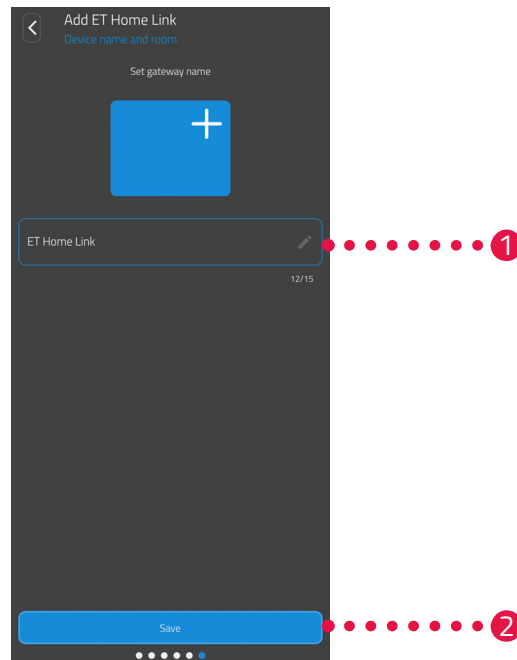 Add ET Home Link
Device name and room
Set gateway name
ET Home Link
1
12/15
Save
2